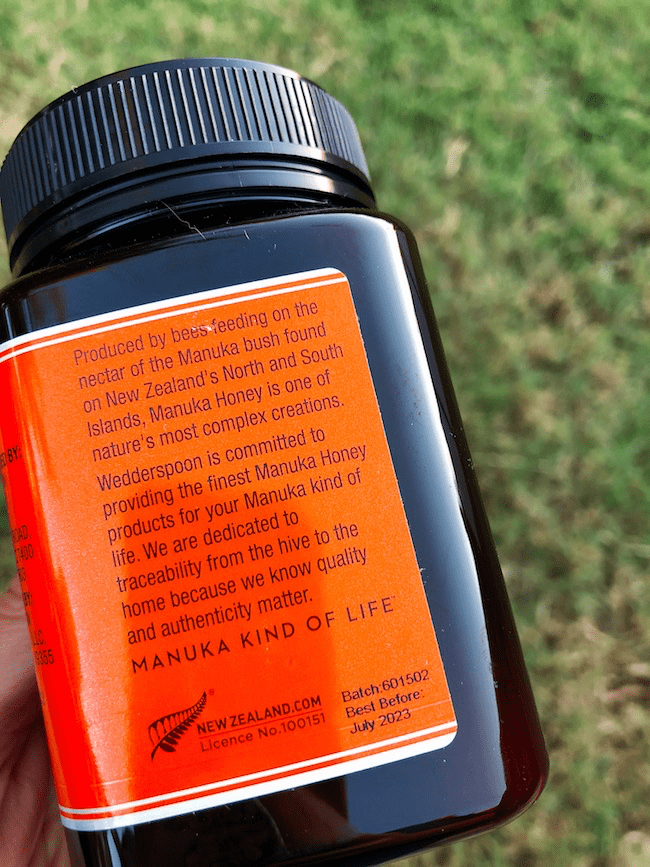 Produced by bees feeding on the
nectar of the Manuka bush found
on New Zealand's North and South
Islands, Manuka Honey is one of
nature's most complex creations.
Wedderspoon is committed to
providing the finest Manuka Honey
products for your Manuka kind of
life. We are dedicated to
traceability from the hive to the
home because we know quality
and authenticity matter.
MANUKA KIND OF LIFE™
NEWZEALAND.COM
Licence No.100151
Batch:601502
Best Before:
July 2023
BY: